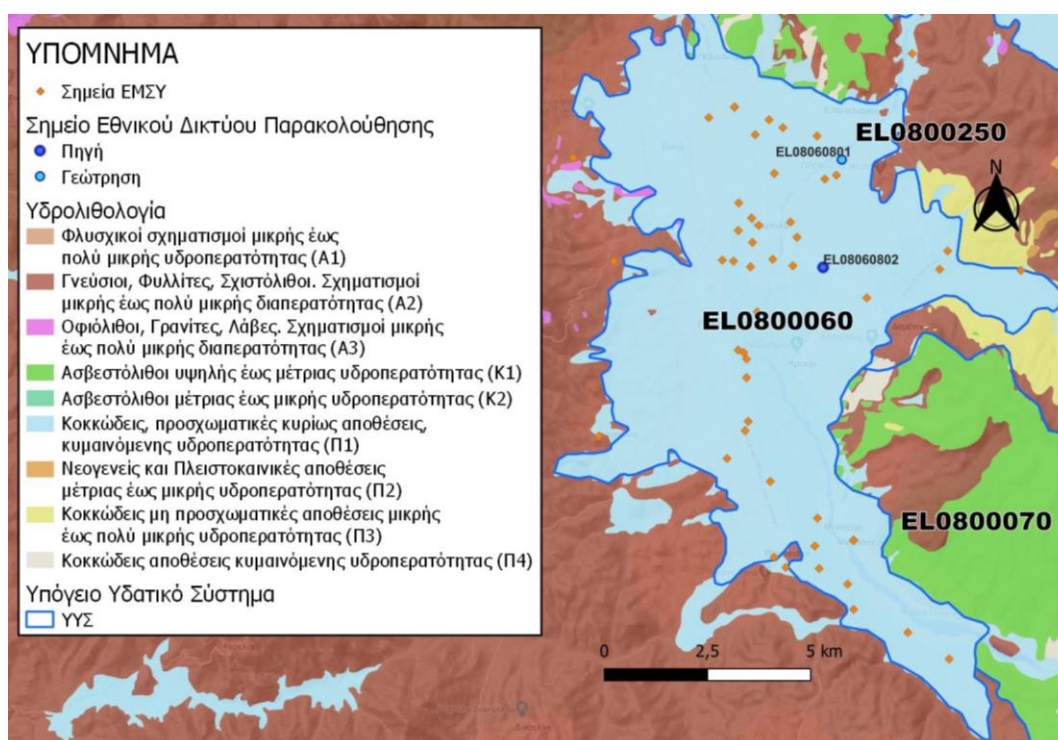 ΥΠΟΜΝΗΜΑ
Σημεία ΕΜΣΥ
Σημείο Εθνικού Δικτύου Παρακολούθησης
Πηγή
Γεώτρηση
Υδρολιθολογία
Φλυσχικοί σχηματισμοί μικρής έως
πολύ μικρής υδροπερατότητας (Α1)
Γνεύσιοι, Φυλλίτες, Σχιστόλιθοι. Σχηματισμοί
μικρής έως πολύ μικρής διαπερατότητας (Α2)
Οφιόλιθοι, Γρανίτες, Λάβες. Σχηματισμοί μικρής
έως πολύ μικρής διαπερατότητας (Α3)
Ασβεστόλιθοι υψηλής έως μέτριας υδροπερατότητας (Κ1)
Ασβεστόλιθοι μέτριας έως μικρής υδροπερατότητας (Κ2)
Κοκκώδεις, προσχωματικές κυρίως αποθέσεις,
κυμαινόμενης υδροπερατότητας (Π1)
Νεογενείς και Πλειστοκαινικές αποθέσεις
μέτριας έως μικρής υδροπερατότητας (Π2)
Κοκκώδεις μη προσχωματικές αποθέσεις μικρής
έως πολύ μικρής υδροπερατότητας (Π3)
Κοκκώδεις αποθέσεις κυμαινόμενης υδροπερατότητας (Π4)
Υπόγειο Υδατικό Σύστημα
ΥΥΣ
EL0800250
EL08060801
N
EL08060802
EL0800060
EL0800070
0 2,5 5 km